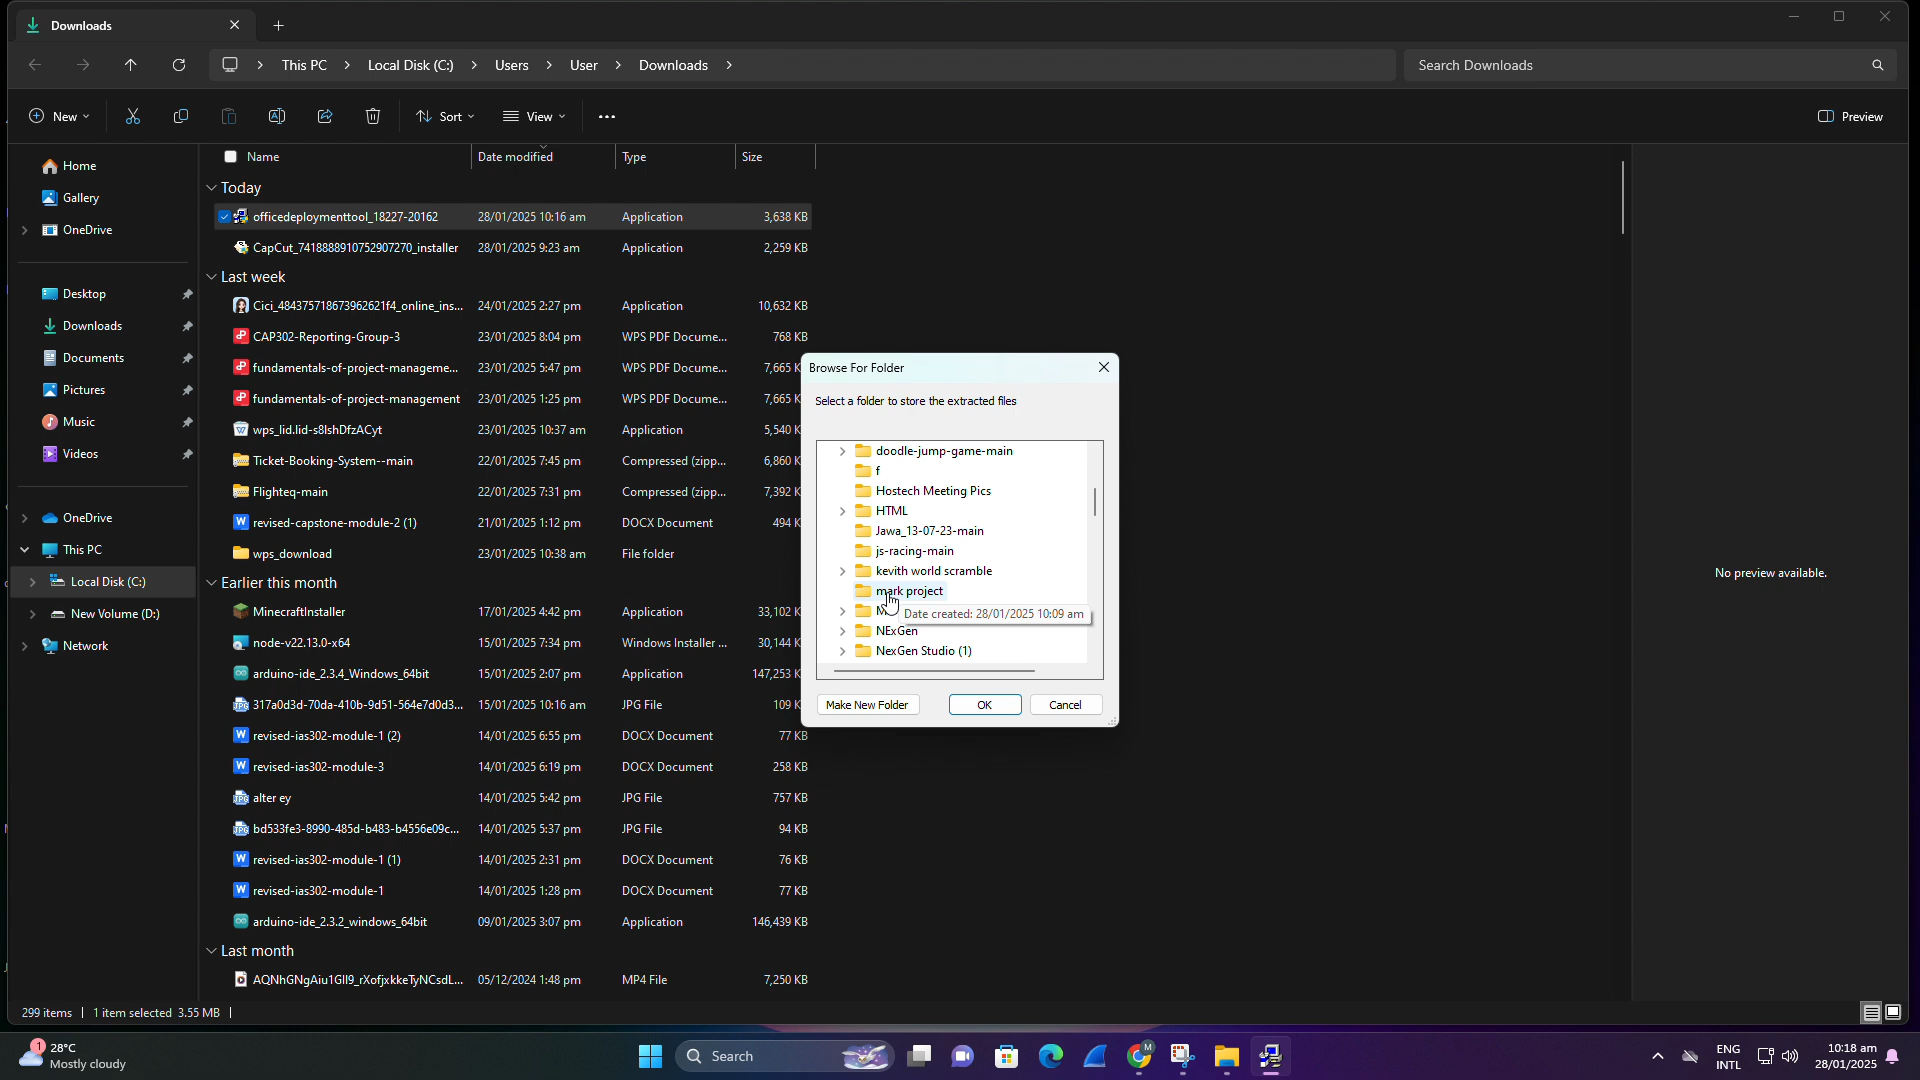 Downloads
This PC
Local Disk (C:)
Users
User
Downloads
Search Downloads
New
Sort
View
Preview
Name
Date modified
Type
Size
Home
Gallery
OneDrive
Desktop
Downloads
Documents
Pictures
Music
Videos
OneDrive
This PC
Local Disk (C:)
New Volume (D:)
Network
Today
officedeploymenttool_18227-20162 28/01/2025 10:16 am Application 3,638 KB
CapCut_7418888910752907270_installer 28/01/2025 9:23 am Application 2,259 KB
Last week
Cici_484375718673962621f4_online_ins... 24/01/2025 2:27 pm Application 10,632 KB
CAP302-Reporting-Group-3 23/01/2025 8:04 pm WPS PDF Docume... 768 KB
fundamentals-of-project-manageme... 23/01/2025 5:47 pm WPS PDF Docume... 7,665 K
fundamentals-of-project-management 23/01/2025 1:25 pm WPS PDF Docume... 7,665 K
wps_lid.lid-s8lshDfzACyt 23/01/2025 10:37 am Application 5,540 K
Ticket-Booking-System--main 22/01/2025 7:45 pm Compressed (zipp... 6,860 K
Flighteq-main 22/01/2025 7:31 pm Compressed (zipp... 7,392 K
revised-capstone-module-2 (1) 21/01/2025 1:12 pm DOCX Document 494 K
wps_download 23/01/2025 10:38 am File folder
Earlier this month
MinecraftInstaller 17/01/2025 4:42 pm Application 33,102 K
node-v22.13.0-x64 15/01/2025 7:34 pm Windows Installer ... 30,144 K
arduino-ide_2.3.4_Windows_64bit 15/01/2025 2:07 pm Application 147,253 K
317a0d3d-70da-410b-9d51-564e7d0d3... 15/01/2025 10:16 am JPG File 109 K
revised-ias302-module-1 (2) 14/01/2025 6:55 pm DOCX Document 77 KB
revised-ias302-module-3 14/01/2025 6:19 pm DOCX Document 258 KB
alter ey 14/01/2025 5:42 pm JPG File 757 KB
bd533fe3-8990-485d-b483-b4556e09c... 14/01/2025 5:37 pm JPG File 94 KB
revised-ias302-module-1 (1) 14/01/2025 2:31 pm DOCX Document 76 KB
revised-ias302-module-1 14/01/2025 1:28 pm DOCX Document 77 KB
arduino-ide_2.3.2_windows_64bit 09/01/2025 3:07 pm Application 146,439 KB
Last month
AQNhGNgAiu1GIl9_rXofjxkkeTyNCsdL... 05/12/2024 1:48 pm MP4 File 7,250 KB
Browse For Folder
Select a folder to store the extracted files
doodle-jump-game-main
f
Hostech Meeting Pics
HTML
Jawa_13-07-23-main
js-racing-main
kevith world scramble
mark project
Date created: 28/01/2025 10:09 am
NExGen
NexGen Studio (1)
Make New Folder
OK
Cancel
No preview available.
299 items
1 item selected 3.55 MB
1
28°C
Mostly cloudy
Search
M
ENG
INTL
10:18 am
28/01/2025